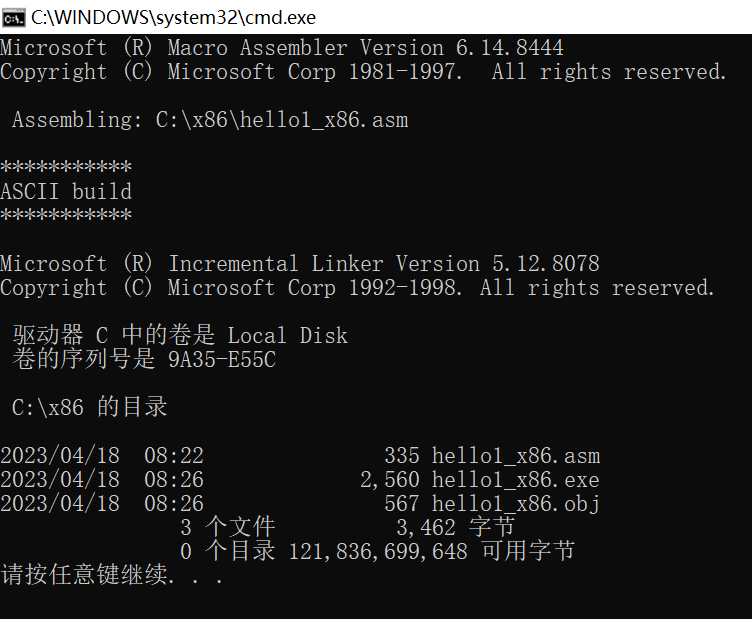 C:\WINDOWS\system32\cmd.exe
Microsoft (R) Macro Assembler Version 6.14.8444
Copyright (C) Microsoft Corp 1981-1997.  All rights reserved.
Assembling: C:\x86\hello1_x86.asm
***********
ASCII build
***********
Microsoft (R) Incremental Linker Version 5.12.8078
Copyright (C) Microsoft Corp 1992-1998. All rights reserved.
驱动器 C 中的卷是 Local Disk
卷的序列号是 9A35-E55C
C:\x86 的目录
2023/04/18  08:22               335 hello1_x86.asm
2023/04/18  08:26             2,560 hello1_x86.exe
2023/04/18  08:26               567 hello1_x86.obj
3 个文件          3,462 字节
0 个目录 121,836,699,648 可用字节
请按任意键继续. . .